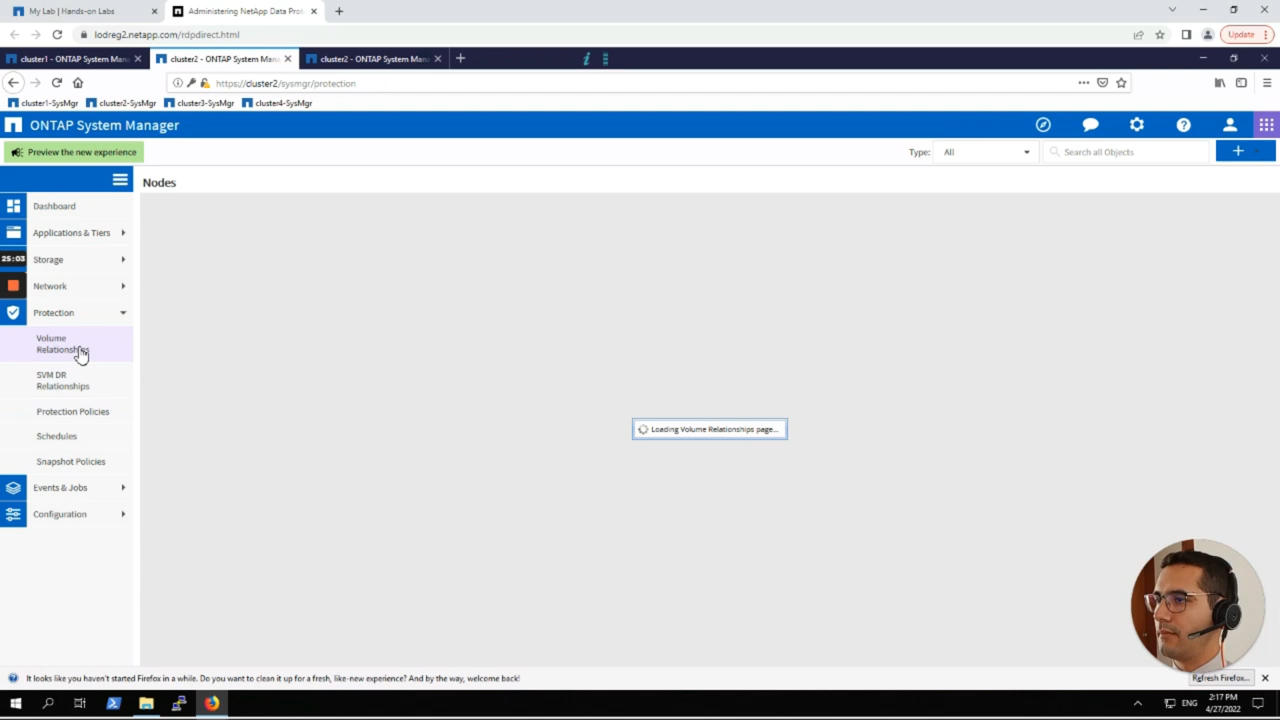 My Lab | Hands-on Labs
Administering NetApp Data Prot
lodreg2.netapp.com/rdpdirect.html
Update
cluster1 - ONTAP System Man
cluster2 - ONTAP System Man
cluster2 - ONTAP System Man
https://cluster2/sysmgr/protection
cluster1-SysMgr
cluster2-SysMgr
cluster3-SysMgr
cluster4-SysMgr
ONTAP System Manager
Preview the new experience
Type:
All
Search all Objects
Nodes
Dashboard
Applications & Tiers
25:03
Storage
Network
Protection
Volume
Relationships
SVM DR
Relationships
Protection Policies
Schedules
Snapshot Policies
Events & Jobs
Configuration
Loading Volume Relationships page...
It looks like you haven't started Firefox in a while. Do you want to clean it up for a fresh, like-new experience? And by the way, welcome back!
Refresh Firefox...
ENG
2:17 PM
4/27/2022